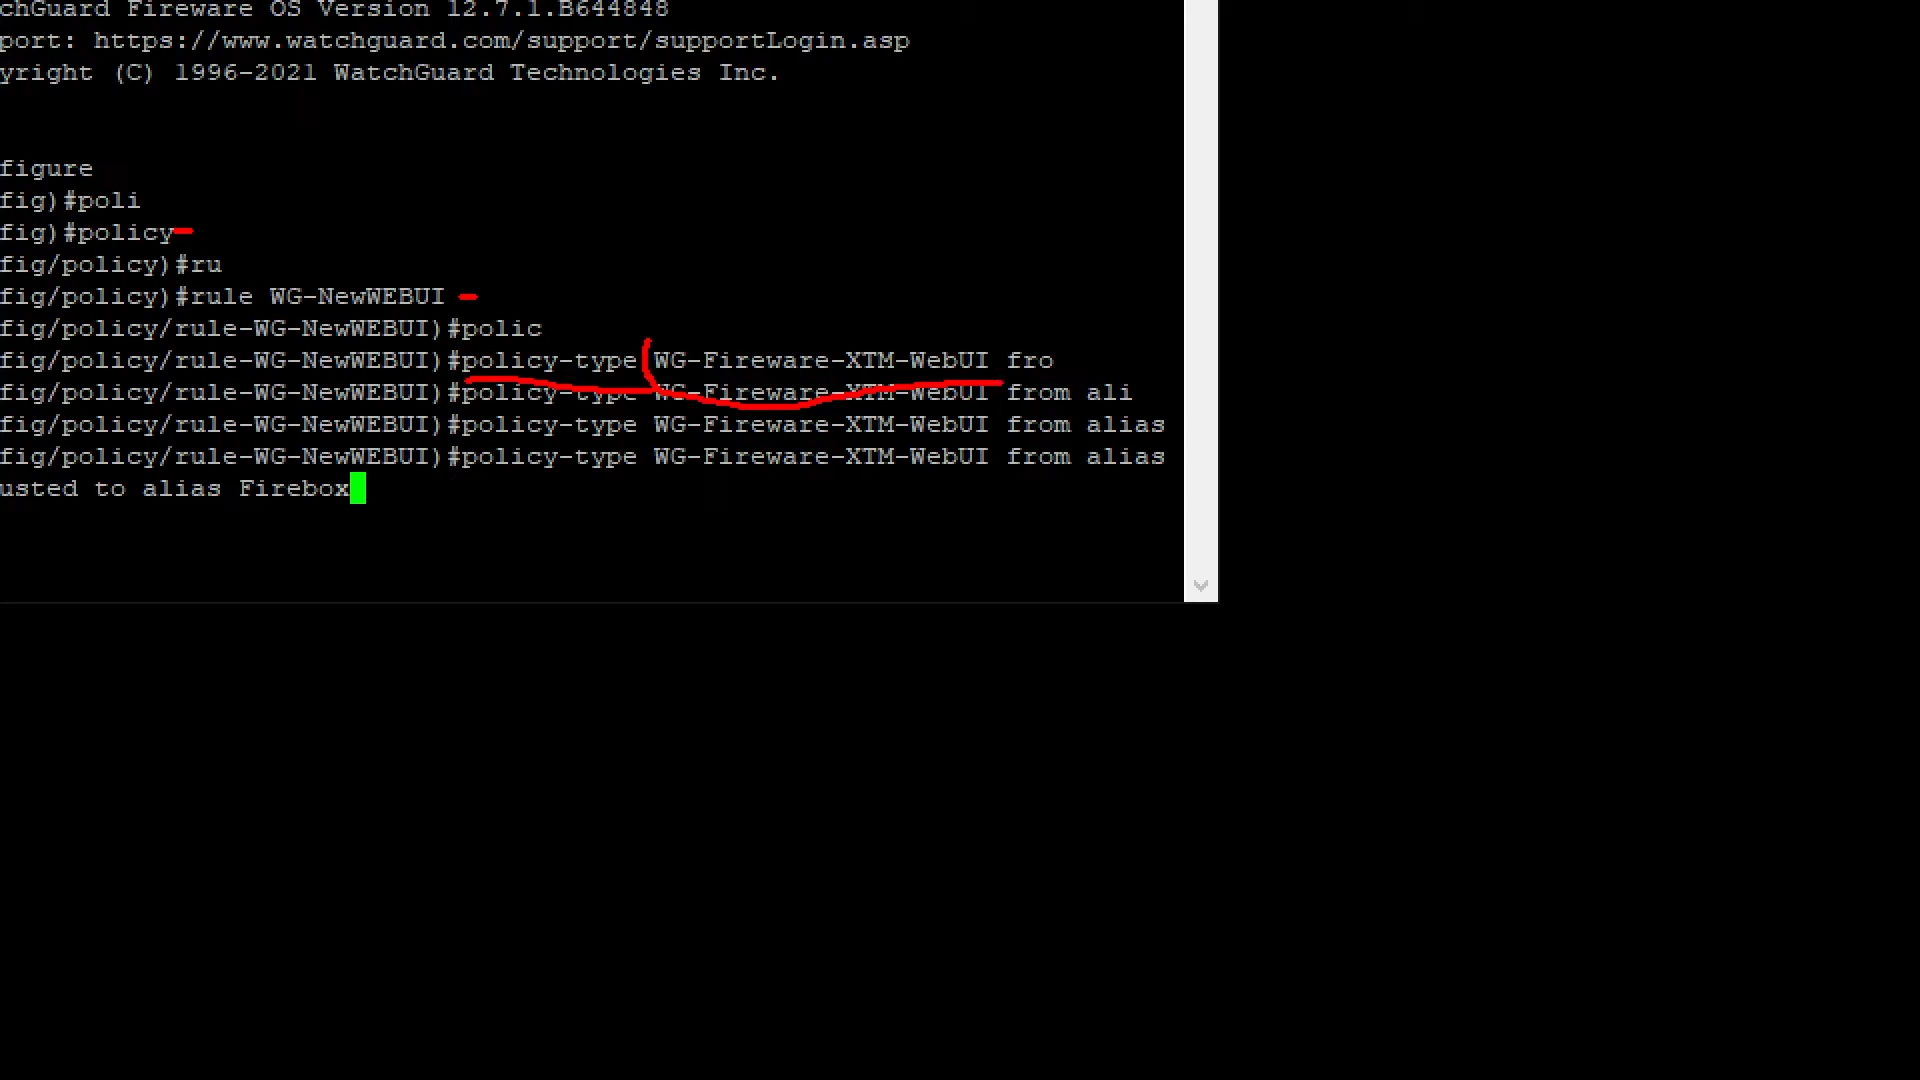 chGuard Fireware OS Version 12.7.1.B644848
port: https://www.watchguard.com/support/supportLogin.asp
yright (C) 1996-2021 WatchGuard Technologies Inc.
figure
fig)#poli
fig)#policy
fig/policy)#ru
fig/policy)#rule WG-NewWEBUI
fig/policy/rule-WG-NewWEBUI)#polic
fig/policy/rule-WG-NewWEBUI)#policy-type WG-Fireware-XTM-WebUI fro
fig/policy/rule-WG-NewWEBUI)#policy-type WG-Fireware-XTM-WebUI from ali
fig/policy/rule-WG-NewWEBUI)#policy-type WG-Fireware-XTM-WebUI from alias
fig/policy/rule-WG-NewWEBUI)#policy-type WG-Fireware-XTM-WebUI from alias
usted to alias Firebox